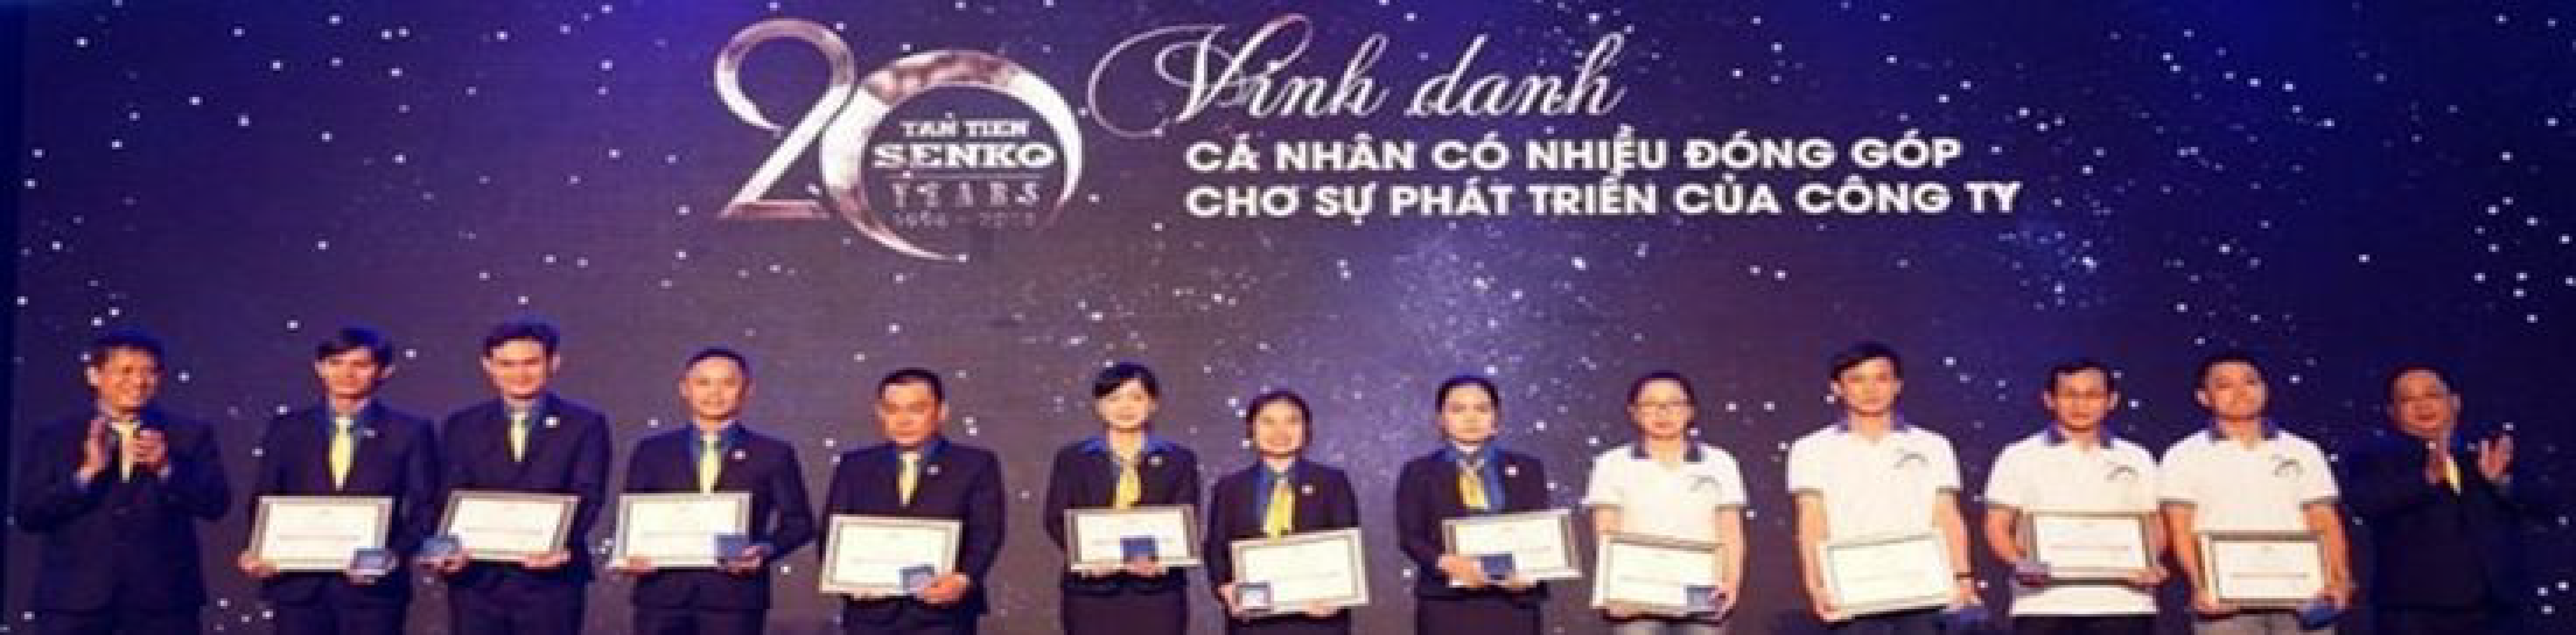 20
TAN TIEN
SENKO
YEARS
Vinh danh
CÁ NHÂN CÓ NHIỀU ĐÓNG GÓP
CHO SỰ PHÁT TRIỂN CỦA CÔNG TY